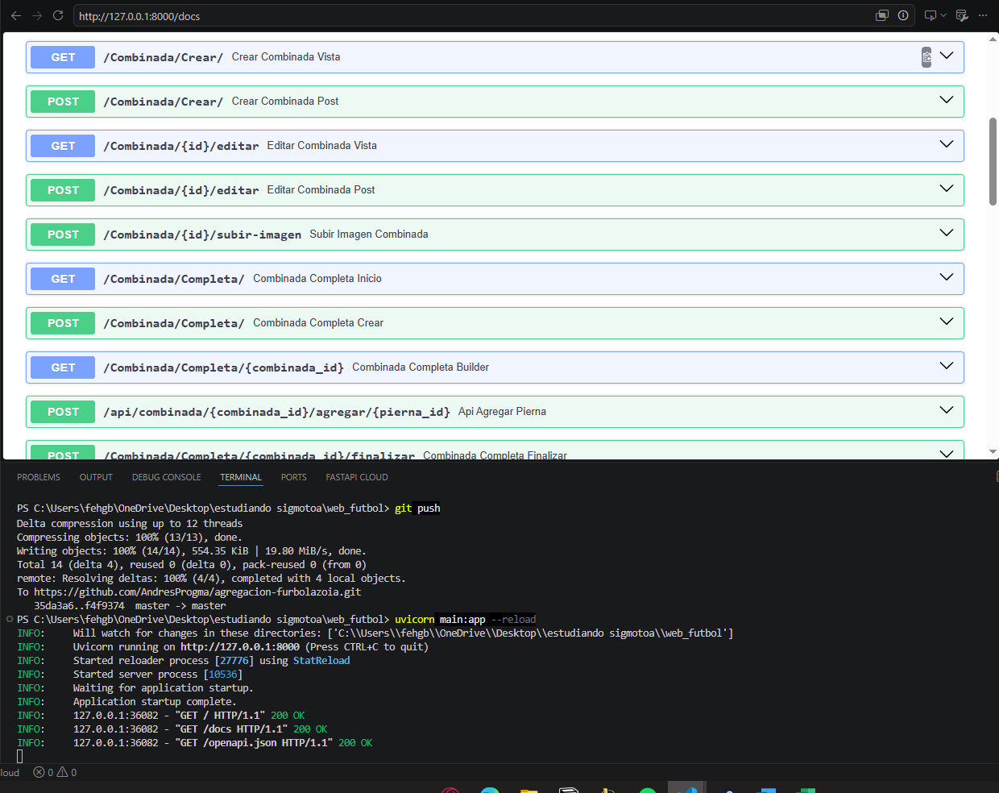 http://127.0.0.1:8000/docs
GET /Combinada/Crear/ Crear Combinada Vista
POST /Combinada/Crear/ Crear Combinada Post
GET /Combinada/{id}/editar Editar Combinada Vista
POST /Combinada/{id}/editar Editar Combinada Post
POST /Combinada/{id}/subir-imagen Subir Imagen Combinada
GET /Combinada/Completa/ Combinada Completa Inicio
POST /Combinada/Completa/ Combinada Completa Crear
GET /Combinada/Completa/{combinada_id} Combinada Completa Builder
POST /api/combinada/{combinada_id}/agregar/{pierna_id} Api Agregar Pierna
POST /Combinada/Completa/{combinada_id}/finalizar Combinada Completa Finalizar
PROBLEMS OUTPUT DEBUG CONSOLE TERMINAL PORTS FASTAPI CLOUD
PS C:\Users\fehgb\OneDrive\Desktop\estudiando sigmotoa\web_futbol> git push
Delta compression using up to 12 threads
Compressing objects: 100% (13/13), done.
Writing objects: 100% (14/14), 554.35 KiB | 19.80 MiB/s, done.
Total 14 (delta 4), reused 0 (delta 0), pack-reused 0 (from 0)
remote: Resolving deltas: 100% (4/4), completed with 4 local objects.
To https://github.com/AndresProgma/agregacion-furbolazoia.git
35da3a6..f4f9374 master -> master
PS C:\Users\fehgb\OneDrive\Desktop\estudiando sigmotoa\web_futbol> uvicorn main:app --reload
INFO: Will watch for changes in these directories: ['C:\\Users\\fehgb\\OneDrive\\Desktop\\estudiando sigmotoa\\web_futbol']
INFO: Uvicorn running on http://127.0.0.1:8000 (Press CTRL+C to quit)
INFO: Started reloader process [27776] using StatReload
INFO: Started server process [10536]
INFO: Waiting for application startup.
INFO: Application startup complete.
INFO: 127.0.0.1:36082 - "GET / HTTP/1.1" 200 OK
INFO: 127.0.0.1:36082 - "GET /docs HTTP/1.1" 200 OK
INFO: 127.0.0.1:36082 - "GET /openapi.json HTTP/1.1" 200 OK
loud 0 0